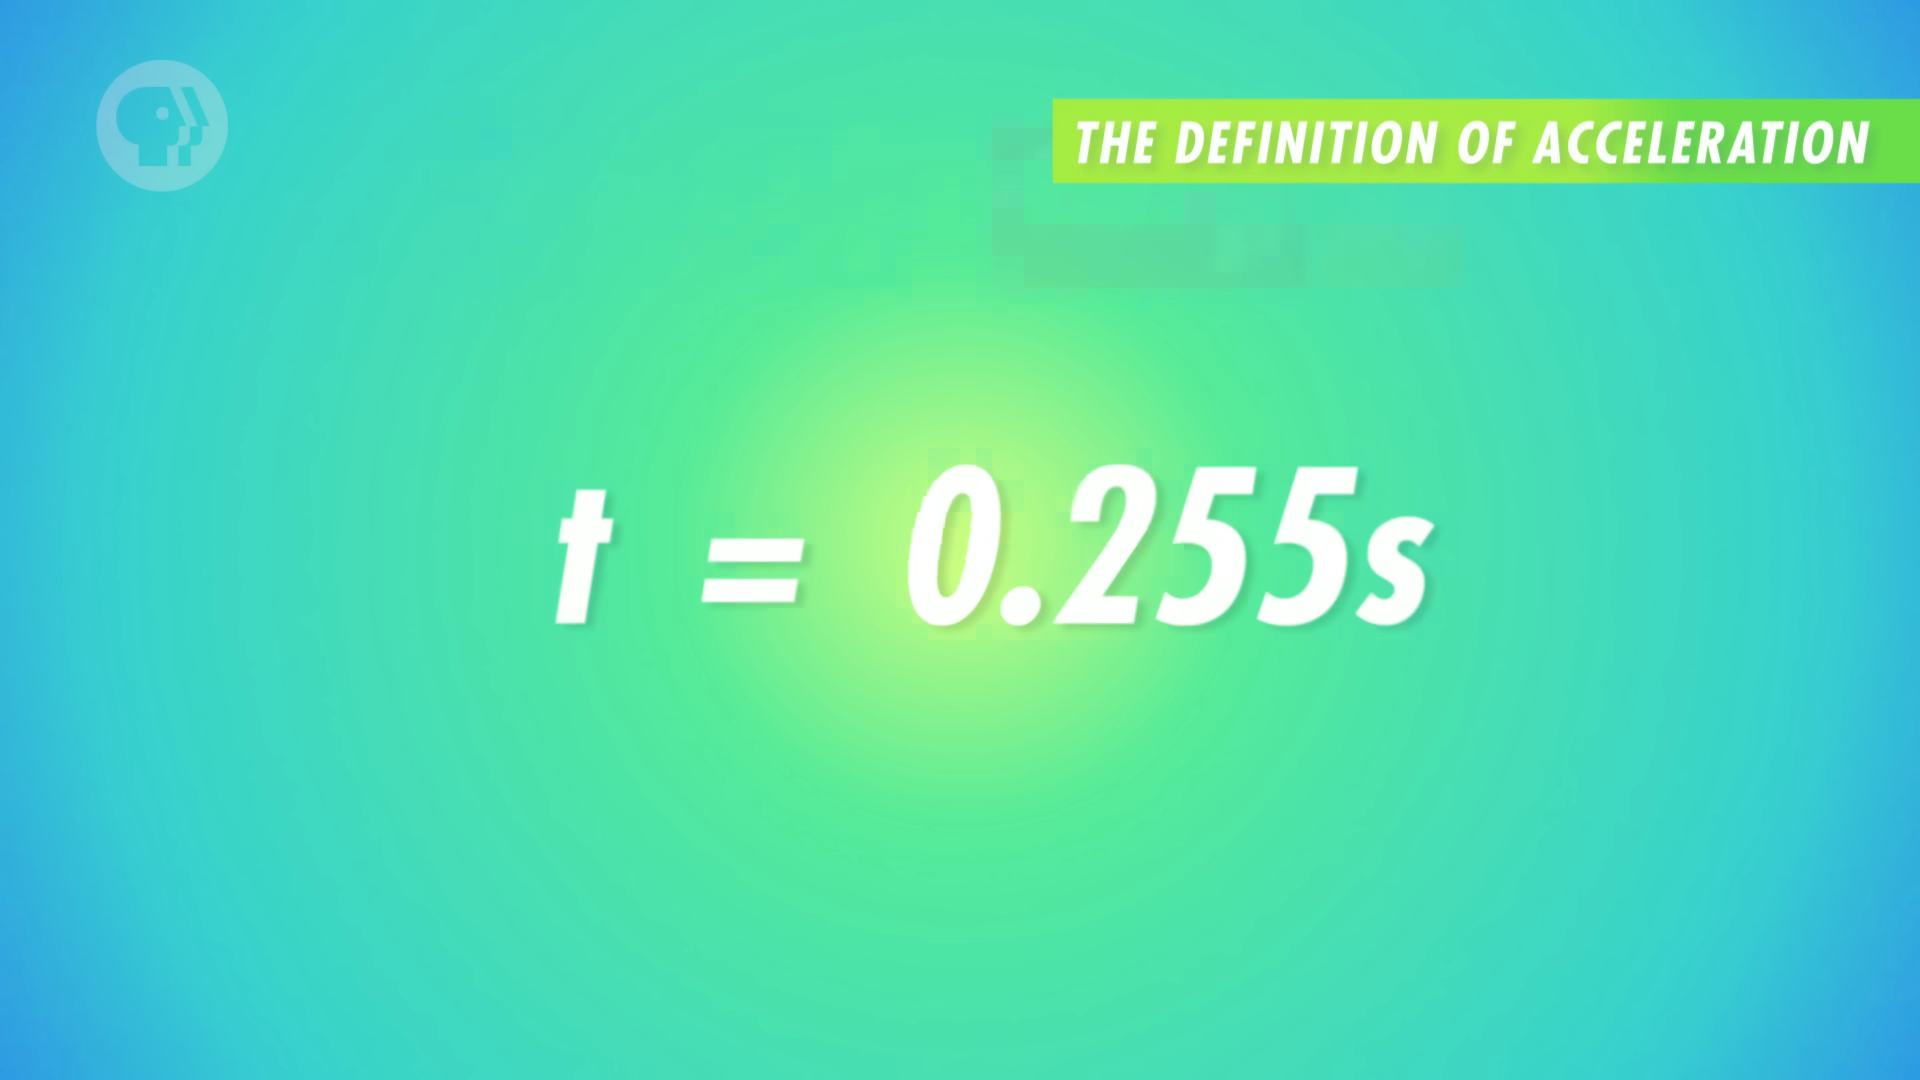 THE DEFINITION OF ACCELERATION
t = 0.255s